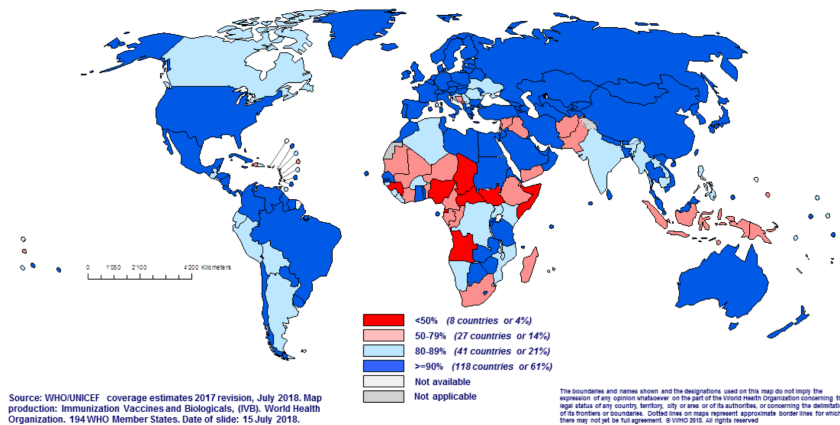 0 1'050 2'100 4'200 Kilometers
<50% (8 countries or 4%)
50-79% (27 countries or 14%)
80-89% (41 countries or 21%)
>=90% (118 countries or 61%)
Not available
Not applicable
Source: WHO/UNICEF coverage estimates 2017 revision, July 2018. Map
production: Immunization Vaccines and Biologicals, (IVB). World Health
Organization. 194 WHO Member States. Date of slide: 15 July 2018.
The boundaries and names shown and the designations used on this map do not imply the
expression of any opinion whatsoever on the part of the World Health Organization concerning
legal status of any country, territory, city or area or of its authorities, or concerning the
of its frontiers or boundaries. Dotted lines on maps represent approximate border lines for
there may not yet be full agreement. © WHO 2018. All rights reserved